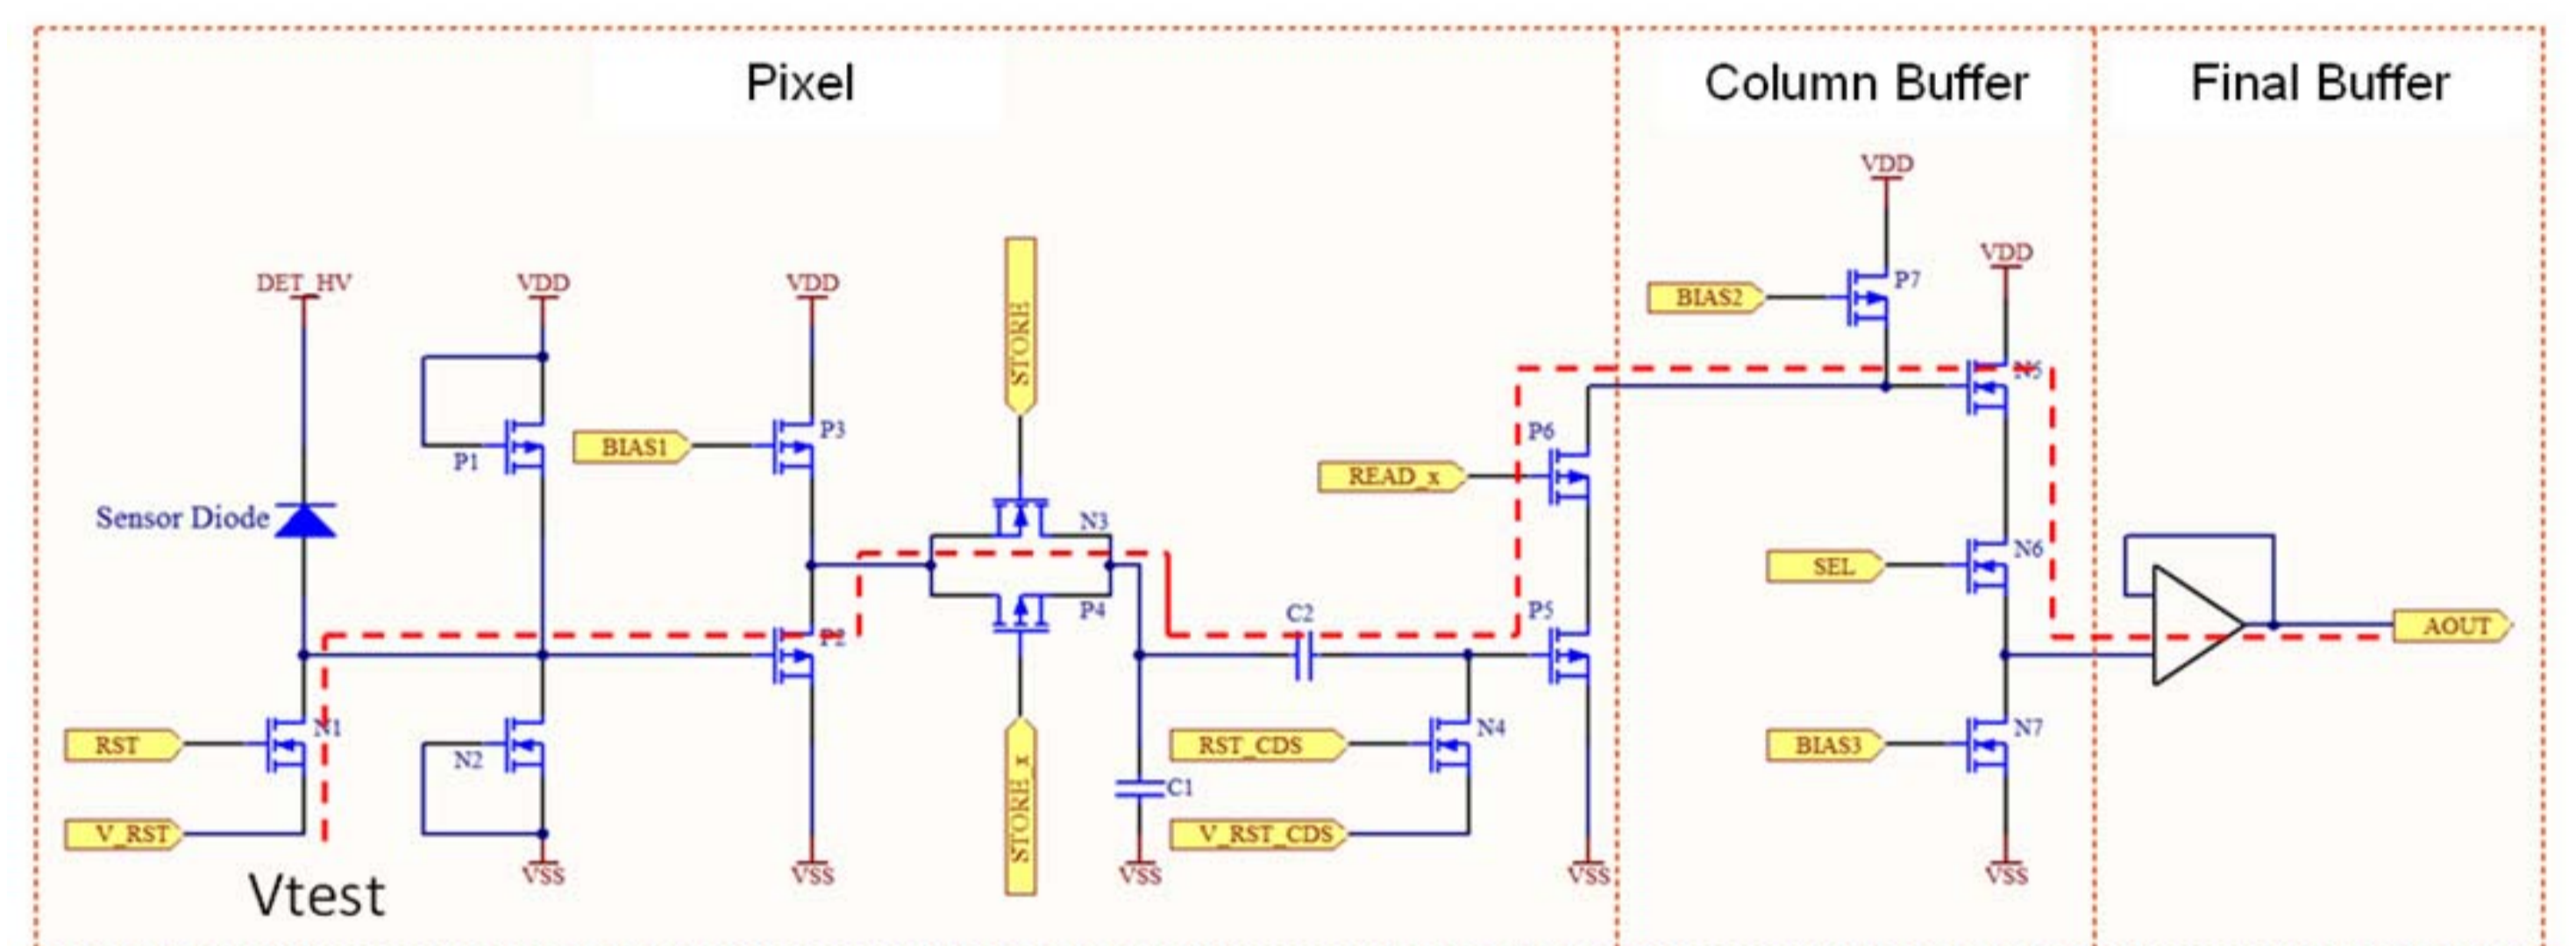 Pixel
Column Buffer
Final Buffer
VDD
DET_HV
VDD
VDD
STORE
BIAS2
P7
VDD
N5
P1
BIAS1
P3
P6
READ_x
Sensor Diode
N3
P4
C2
P5
SEL
N6
P2
AOUT
RST
N1
N2
STORE_x
C1
RST_CDS
N4
BIAS3
N7
V_RST
V_RST_CDS
VSS
VSS
VSS
VSS
VSS
Vtest